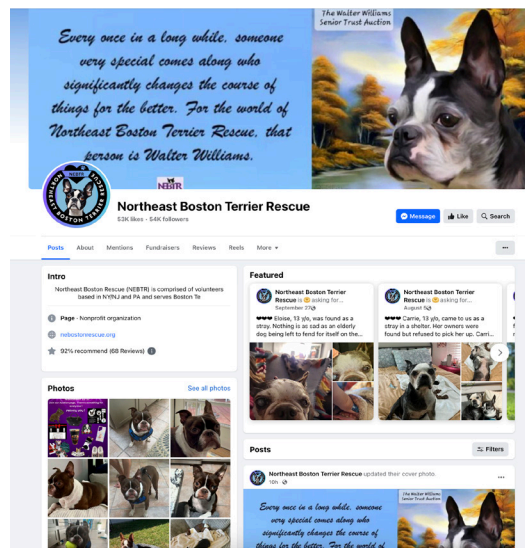 The Walter Williams
Senior Trust Auction
Every once in a long while, someone
very special comes along who
significantly changes the course of
things for the better. For the world of
Northeast Boston Terrier Rescue, that
person is Walter Williams.
NEBTR
NEBTR
NORTHEAST BOSTON TERRIER RESCUE
Northeast Boston Terrier Rescue
53K likes • 54K followers
Message
Like
Search
Posts
About
Mentions
Fundraisers
Reviews
Reels
More
Intro
Northeast Boston Rescue (NEBTR) is comprised of volunteers
based in NY/NJ and PA and serves Boston Te
Page · Nonprofit organization
nebostonrescue.org
92% recommend (68 Reviews)
Photos
See all photos
Featured
Northeast Boston Terrier
Rescue is asking for...
September 27
Eloise, 13 y/o, was found as a
stray. Nothing is as sad as an elderly
dog being left to fend for itself on the...
Northeast Boston Terrier
Rescue is asking for...
August 5
Carrie, 13 y/o, came to us as a
stray in a shelter. Her owners were
found but refused to pick her up. Carri...
Posts
Filters
Northeast Boston Terrier Rescue updated their cover photo.
10h
The Walter Williams
Senior Trust Auction
Every once in a long while, someone
very special comes along who
significantly changes the course of
things for the better. For the world of